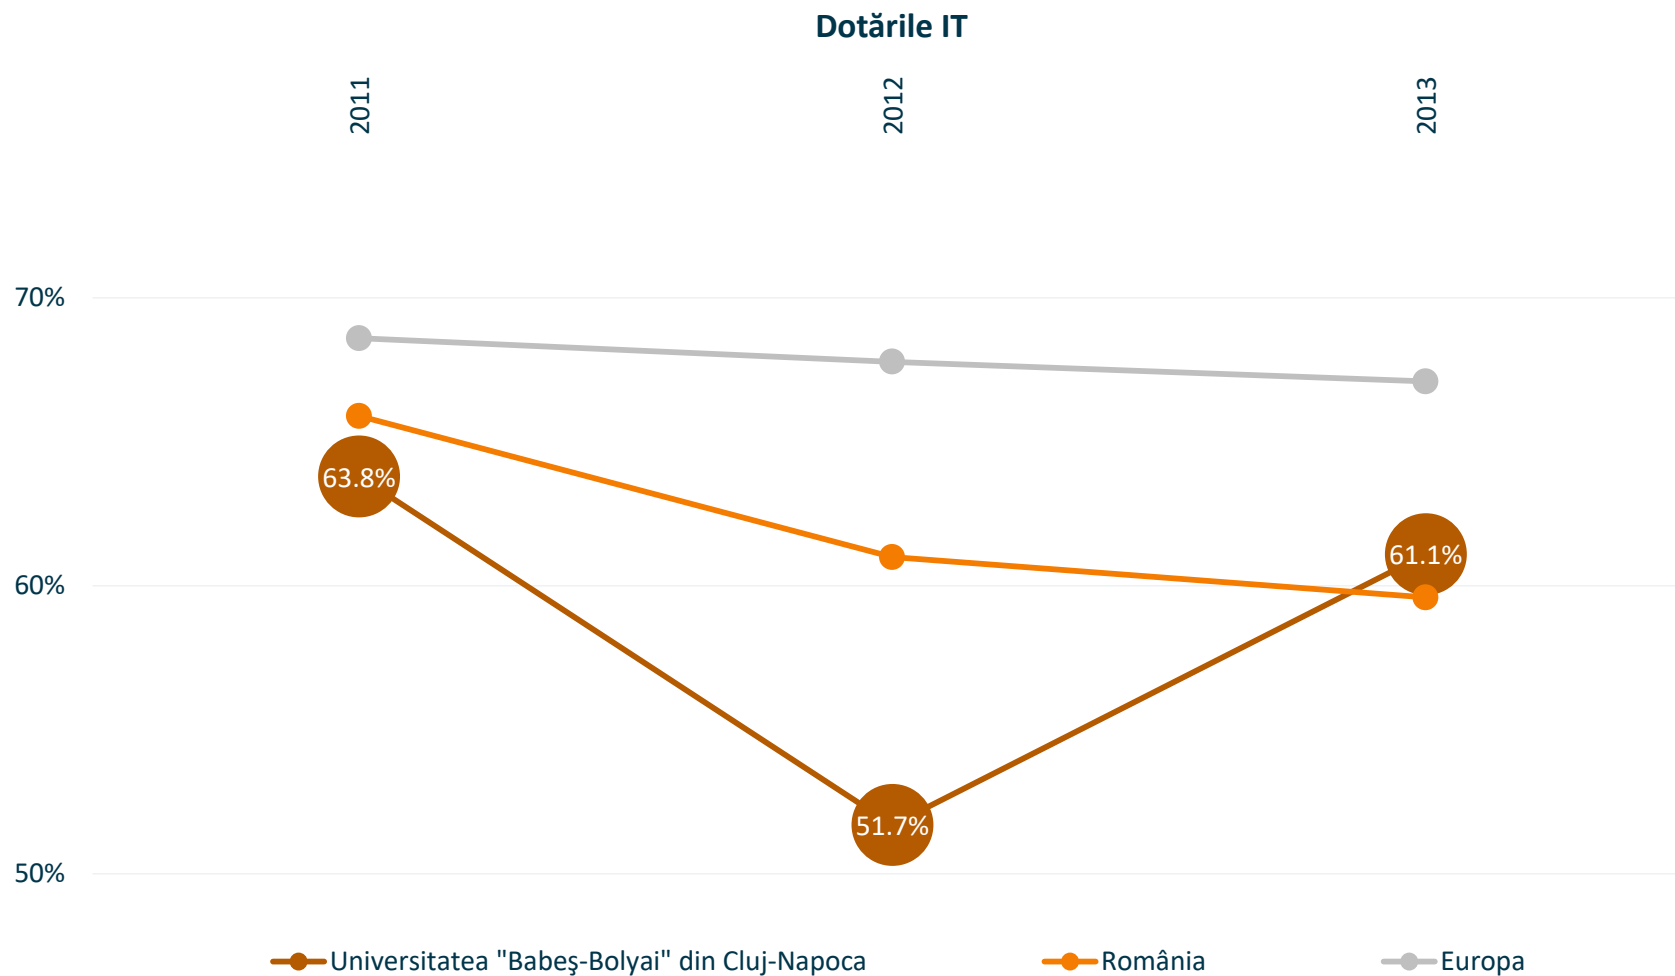 Dotările IT
2011
2012
2013
70%
63.8%
61.1%
60%
51.7%
50%
Universitatea "Babeş-Bolyai" din Cluj-Napoca
România
Europa